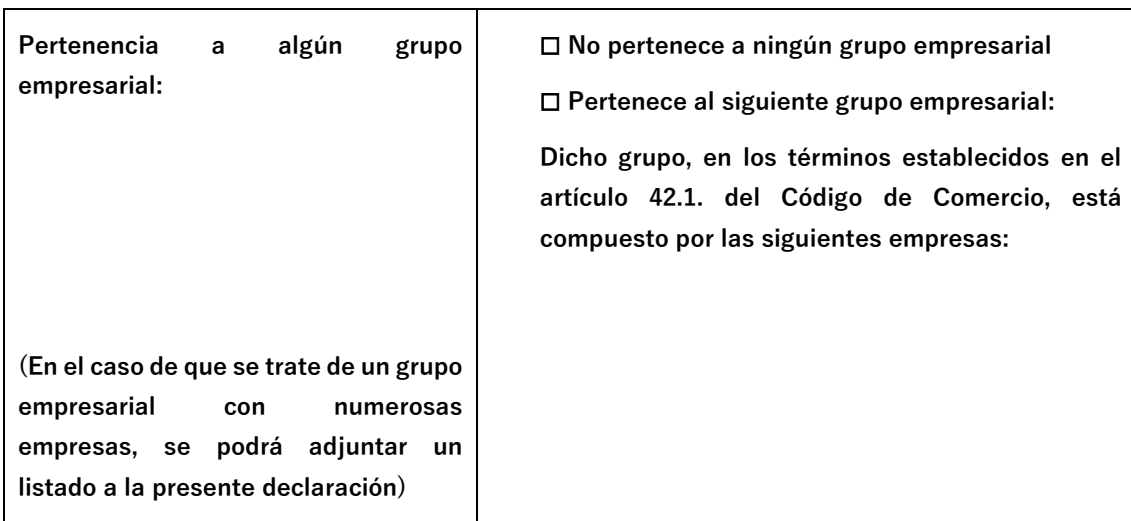 Pertenencia a algún grupo
empresarial:
(En el caso de que se trate de un grupo
empresarial con numerosas
empresas, se podrá adjuntar un
listado a la presente declaración)
☐ No pertenece a ningún grupo empresarial
☐ Pertenece al siguiente grupo empresarial:
Dicho grupo, en los términos establecidos en el
artículo 42.1. del Código de Comercio, está
compuesto por las siguientes empresas: